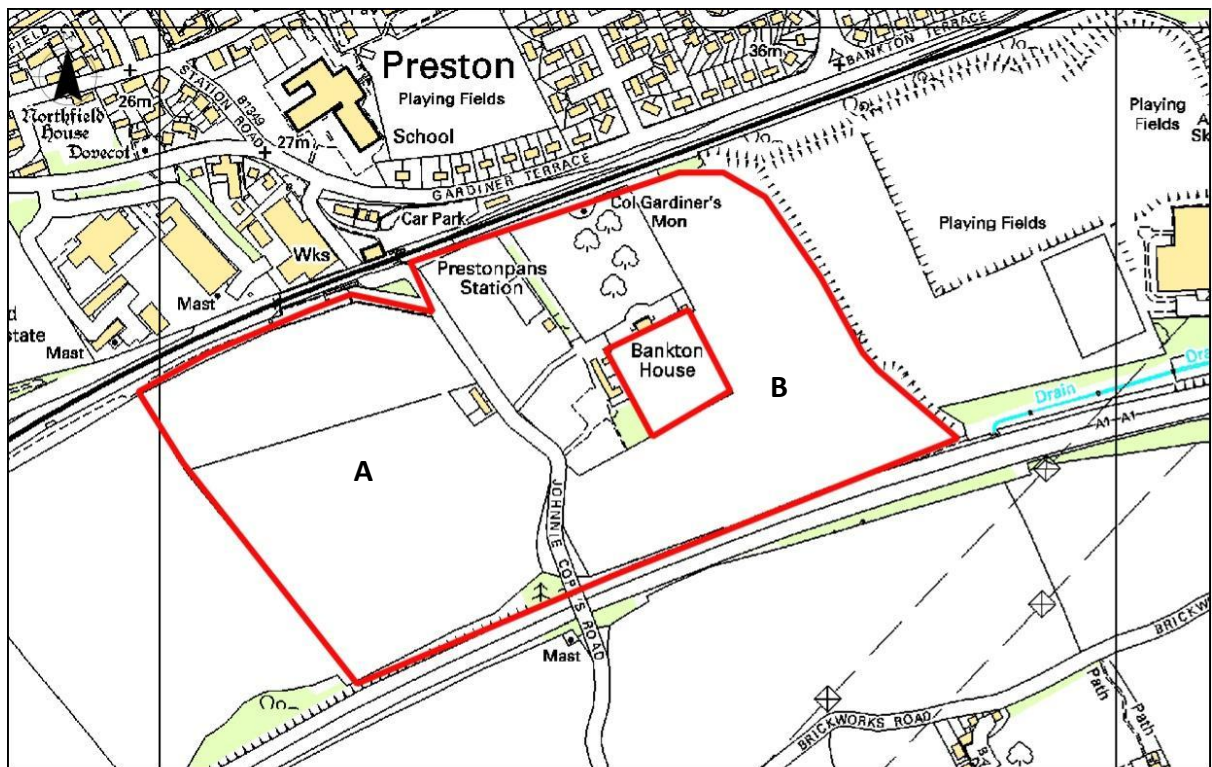 Preston
Playing Fields
School
36m
BANKTON TERRACE
STATION ROAD
B1349
26m
27m
Northfield
House
Dovecot
GARDINER TERRACE
Car Park
Wks
Mast
Mast
state
Prestonpans
Station
Col Gardiner's
Mon
Bankton
House
Playing Fields
Playing
Fields
Drain
A1
A1
A
B
JOHNNIE COPE'S ROAD
Mast
BRICKWORKS ROAD
Path
Path